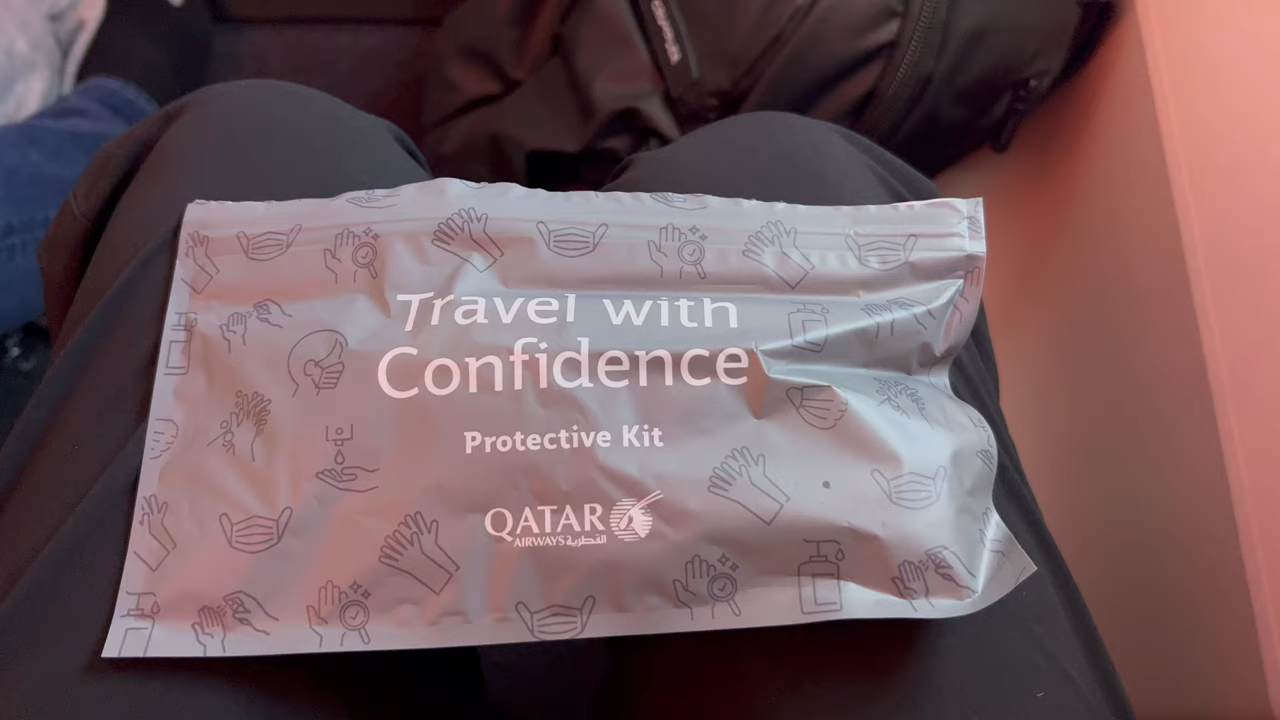 Travel with
Confidence
Protective Kit
QATAR
AIRWAYS القطرية